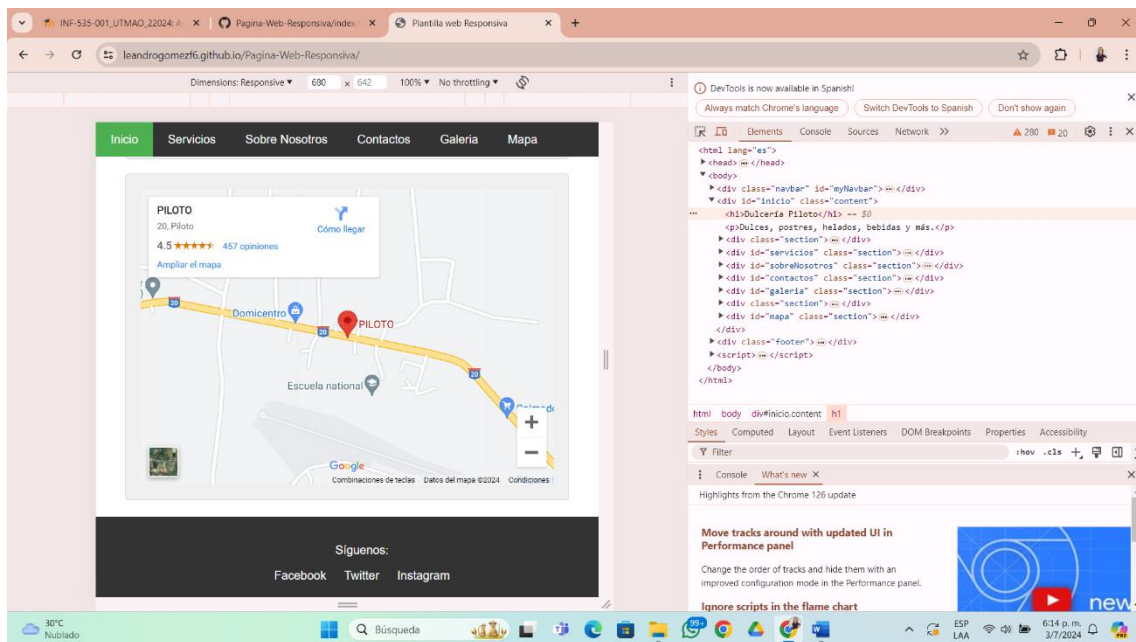 INF-535-001_UTMAO_22024: A
Pagina-Web-Responsiva/index.
Plantilla web Responsiva
leandrogomezf6.github.io/Pagina-Web-Responsiva/
Dimensions: Responsive ▼ 680 x 642 100% ▼ No throttling ▼
DevTools is now available in Spanish!
Always match Chrome's language Switch DevTools to Spanish Don't show again
Elements Console Sources Network >> 280 20
Inicio Servicios Sobre Nosotros Contactos Galeria Mapa
PILOTO
20, Piloto
4.5 ★★★★★ 457 opiniones
Ampliar el mapa
Cómo llegar
20
Domicentro
20
PILOTO
20
Escuela national
+
−
Google
Combinaciones de teclas Datos del mapa ©2024 Condiciones
Síguenos:
Facebook Twitter Instagram
<html lang="es">
▶<head>…</head>
▼<body>
▶<div class="navbar" id="myNavbar">…</div>
▼<div id="inicio" class="content">
<h1>Dulcería Piloto</h1> == $0
<p>Dulces, postres, helados, bebidas y más.</p>
▶<div class="section">…</div>
▶<div id="servicios" class="section">…</div>
▶<div id="sobreNosotros" class="section">…</div>
▶<div id="contactos" class="section">…</div>
▶<div id="galeria" class="section">…</div>
▶<div class="section">…</div>
▶<div id="mapa" class="section">…</div>
</div>
▶<div class="footer">…</div>
▶<script>…</script>
</body>
</html>
html body div#inicio.content h1
Styles Computed Layout Event Listeners DOM Breakpoints Properties Accessibility
Filter :hov .cls +
Console What's new ×
Highlights from the Chrome 126 update
Move tracks around with updated UI in
Performance panel
Change the order of tracks and hide them with an
improved configuration mode in the Performance panel.
Ignore scripts in the flame chart
new
30°C
Nublado
Búsqueda
99+
ESP
LAA
6:14 p. m.
3/7/2024